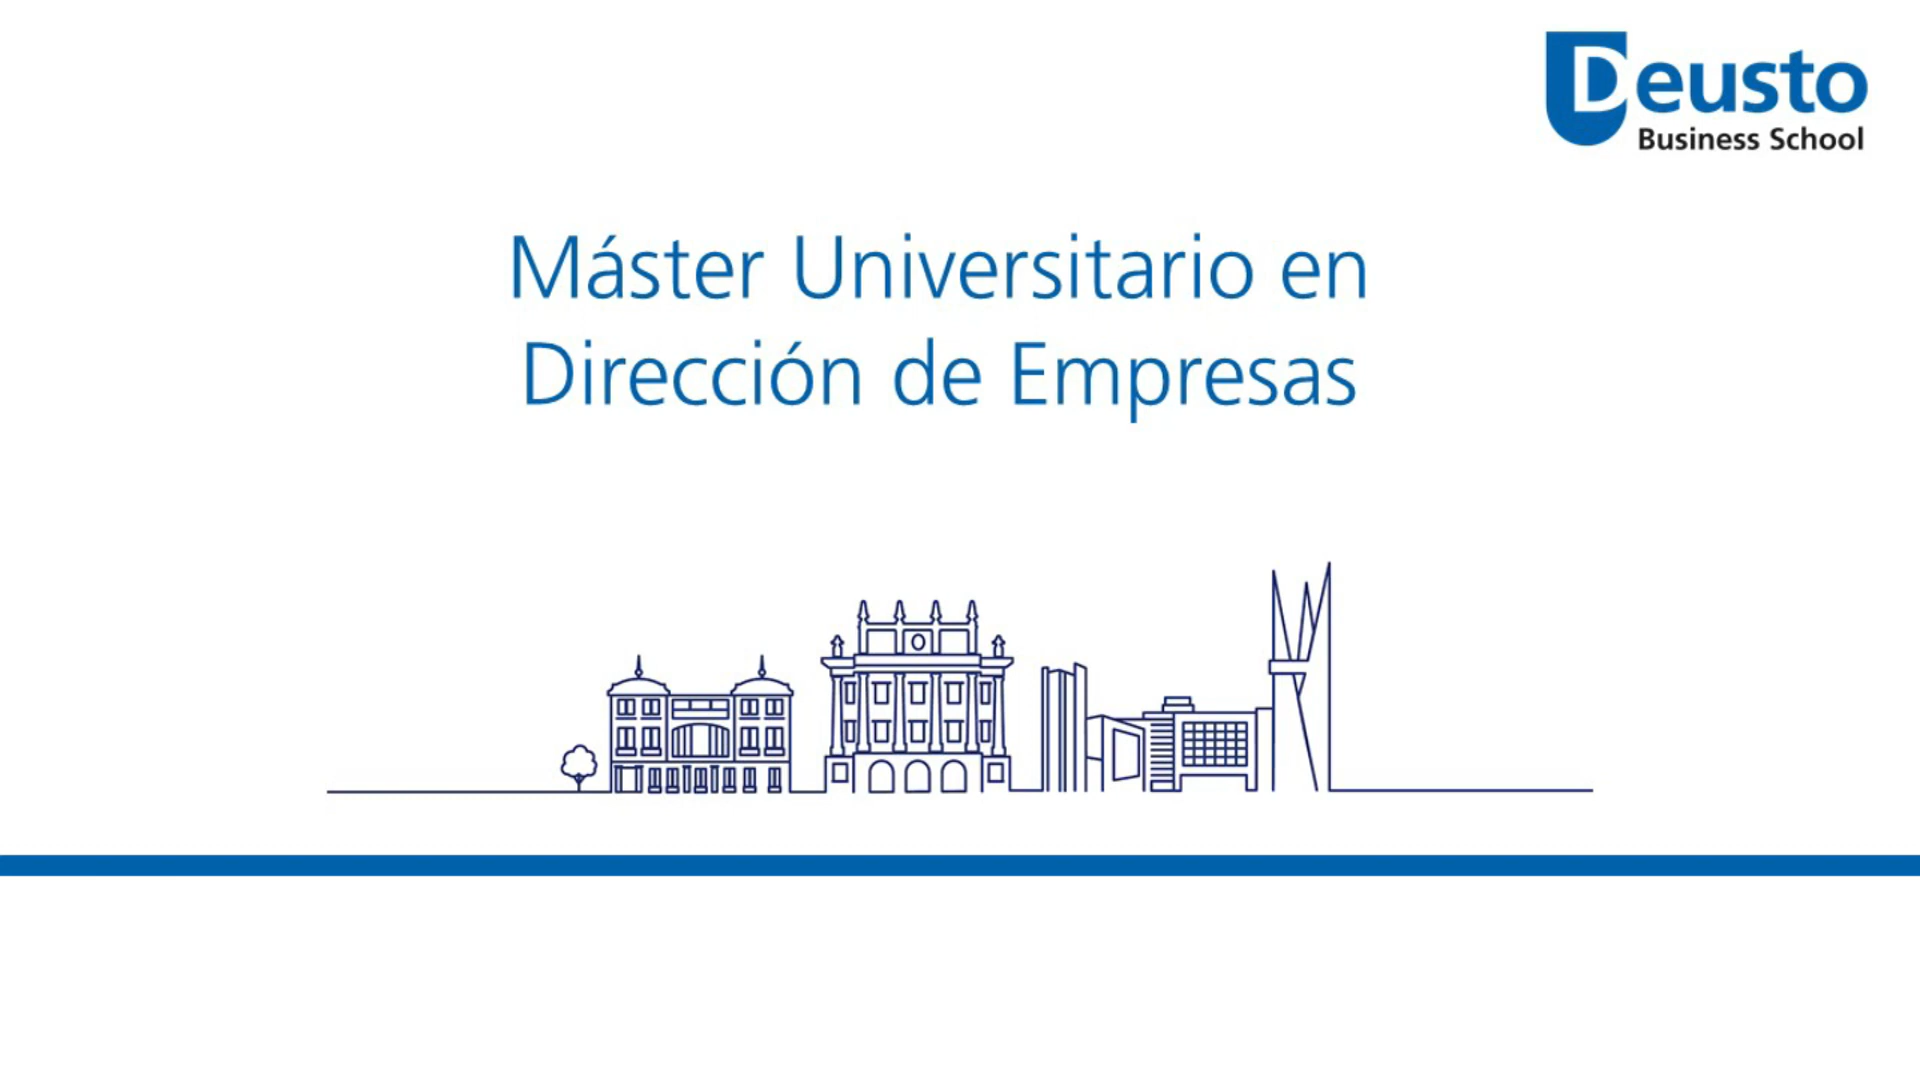 Deusto
Business School
Máster Universitario en
Dirección de Empresas